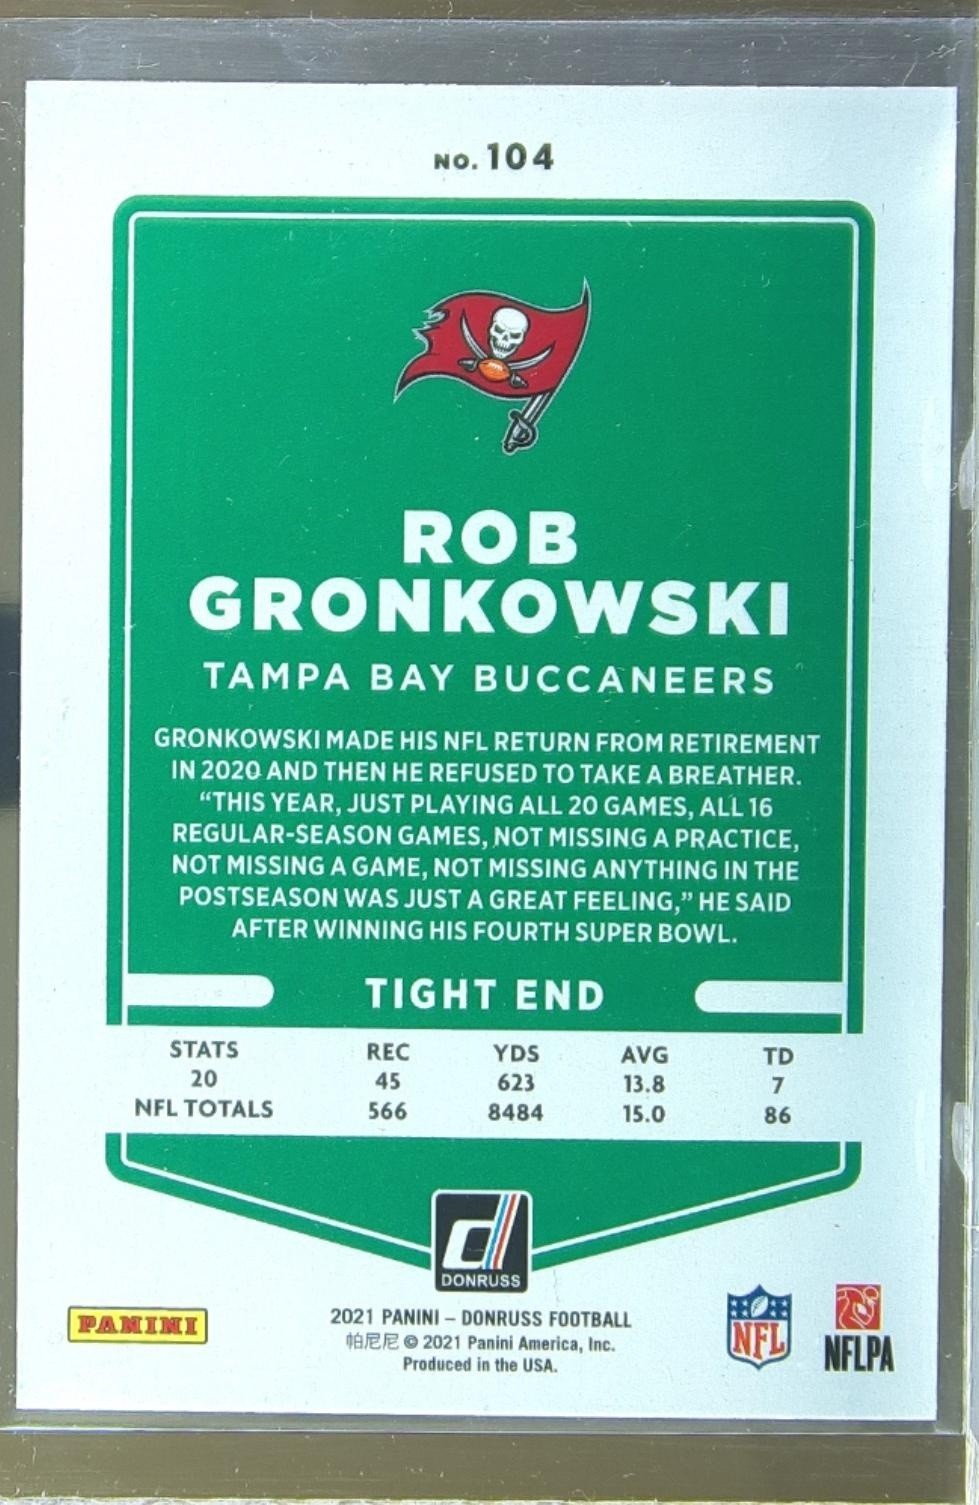 NO. 104
ROB
GRONKOWSKI
TAMPA BAY BUCCANEERS
GRONKOWSKI MADE HIS NFL RETURN FROM RETIREMENT
IN 2020 AND THEN HE REFUSED TO TAKE A BREATHER.
“THIS YEAR, JUST PLAYING ALL 20 GAMES, ALL 16
REGULAR-SEASON GAMES, NOT MISSING A PRACTICE,
NOT MISSING A GAME, NOT MISSING ANYTHING IN THE
POSTSEASON WAS JUST A GREAT FEELING,” HE SAID
AFTER WINNING HIS FOURTH SUPER BOWL.
TIGHT END
STATS REC YDS AVG TD
20 45 623 13.8 7
NFL TOTALS 566 8484 15.0 86
d
DONRUSS
PANINI
2021 PANINI – DONRUSS FOOTBALL
帕尼尼 © 2021 Panini America, Inc.
Produced in the USA.
NFL
NFLPA